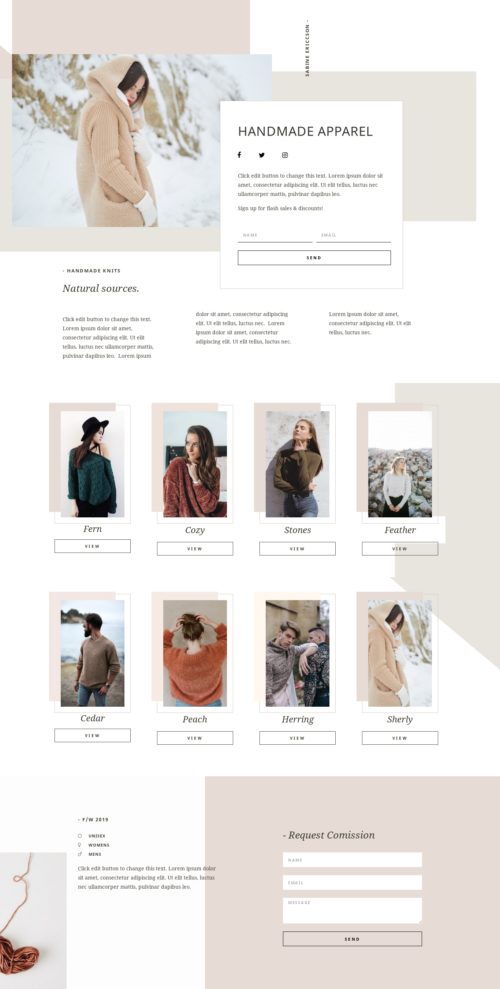 SABINE ERICCSON -
HANDMADE APPAREL
Click edit button to change this text. Lorem ipsum dolor sit
amet, consectetur adipiscing elit. Ut elit tellus, luctus nec
ullamcorper mattis, pulvinar dapibus leo.
Sign up for flash sales & discounts!
NAME
EMAIL
SEND
- HANDMADE KNITS
Natural sources.
Click edit button to change this text.
Lorem ipsum dolor sit amet,
consectetur adipiscing elit. Ut elit
tellus, luctus nec ullamcorper mattis,
pulvinar dapibus leo. Lorem ipsum
dolor sit amet, consectetur adipiscing
elit. Ut elit tellus, luctus nec. Lorem
ipsum dolor sit amet, consectetur
adipiscing elit. Ut elit tellus, luctus nec.
Lorem ipsum dolor sit amet,
consectetur adipiscing elit. Ut elit
tellus, luctus nec.
Fern
VIEW
Cozy
VIEW
Stones
VIEW
Feather
VIEW
Cedar
VIEW
Peach
VIEW
Herring
VIEW
Sherly
VIEW
- F/W 2019
UNISEX
WOMENS
MENS
Click edit button to change this text. Lorem ipsum dolor
sit amet, consectetur adipiscing elit. Ut elit tellus, luctus
nec ullamcorper mattis, pulvinar dapibus leo.
- Request Comission
NAME
EMAIL
MESSAGE
SEND